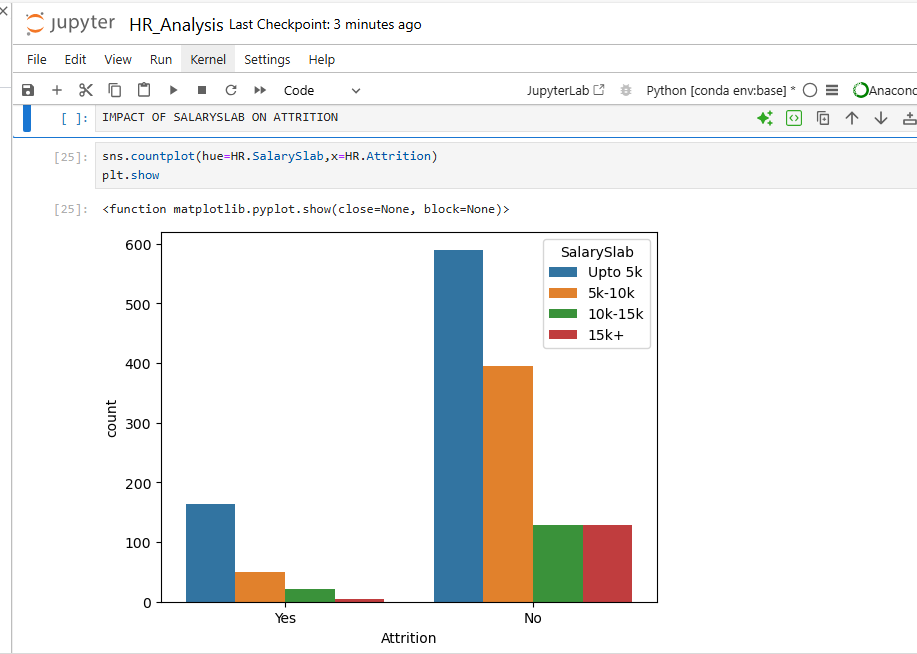 jupyter HR_Analysis Last Checkpoint: 3 minutes ago
File Edit View Run Kernel Settings Help
Code JupyterLab Python [conda env:base] * Anacond
[ ]: IMPACT OF SALARYSLAB ON ATTRITION
[25]: sns.countplot(hue=HR.SalarySlab,x=HR.Attrition)
plt.show
[25]: <function matplotlib.pyplot.show(close=None, block=None)>
SalarySlab
Upto 5k
5k-10k
10k-15k
15k+
600
500
400
300
200
100
0
count
Yes No
Attrition